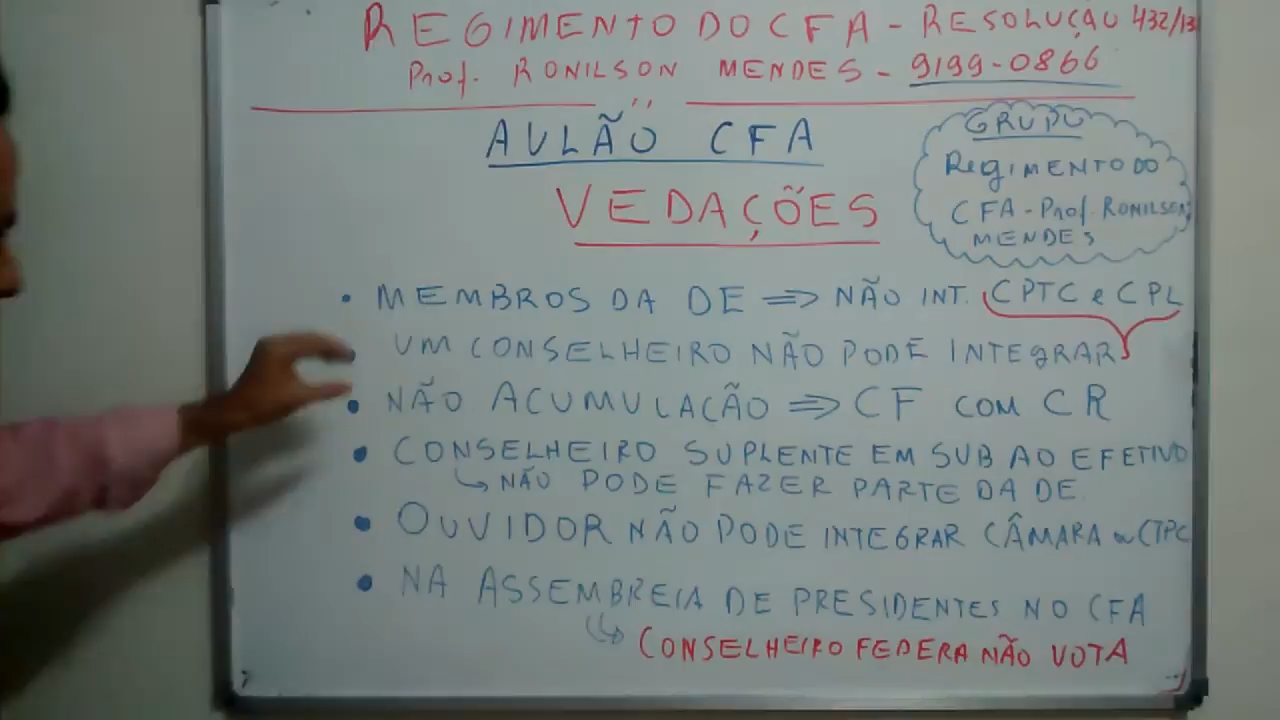 REGIMENTO DO CFA - RESOLUÇÃO 432/13
Prof. RONILSON MENDES - 9199-0866
AULÃO CFA
VEDAÇÕES
GRUPO
REGIMENTO DO
CFA - Prof. RONILSON
MENDES
• MEMBROS DA DE => NÃO INT. CPTC e CPL
UM CONSELHEIRO NÃO PODE INTEGRAR
• NÃO ACUMULAÇÃO => CF COM CR
• CONSELHEIRO SUPLENTE EM SUB AO EFETIVO
↳ NÃO PODE FAZER PARTE DA DE
• OUVIDOR NÃO PODE INTEGRAR CÂMARA ou CTPC
• NA ASSEMBREIA DE PRESIDENTES NO CFA
↳ CONSELHEIRO FEDERA NÃO VOTA